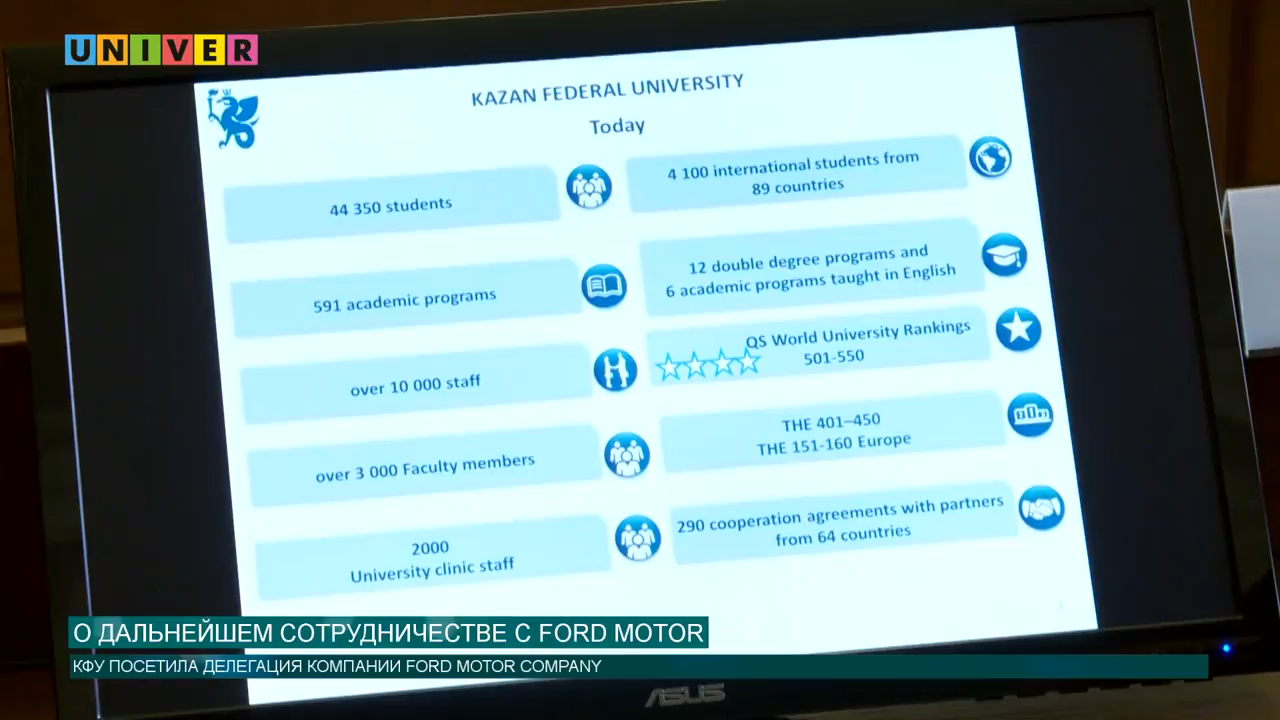 UNIVER
KAZAN FEDERAL UNIVERSITY
Today
44 350 students
4 100 international students from
89 countries
591 academic programs
12 double degree programs and
6 academic programs taught in English
over 10 000 staff
QS World University Rankings
501-550
over 3 000 Faculty members
THE 401–450
THE 151-160 Europe
2000
University clinic staff
290 cooperation agreements with partners
from 64 countries
3
О ДАЛЬНЕЙШЕМ СОТРУДНИЧЕСТВЕ С FORD MOTOR
КФУ ПОСЕТИЛА ДЕЛЕГАЦИЯ КОМПАНИИ FORD MOTOR COMPANY
ASUS